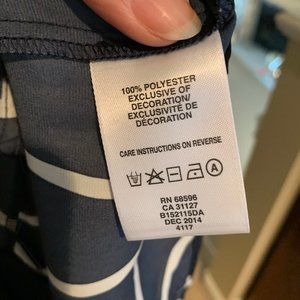 100% POLYESTER
EXCLUSIVE OF
DECORATION/
EXCLUSIVITÉ DE
DÉCORATION
CARE INSTRUCTIONS ON REVERSE
A
RN 68596
CA 31127
B152115DA
DEC 2014
4117